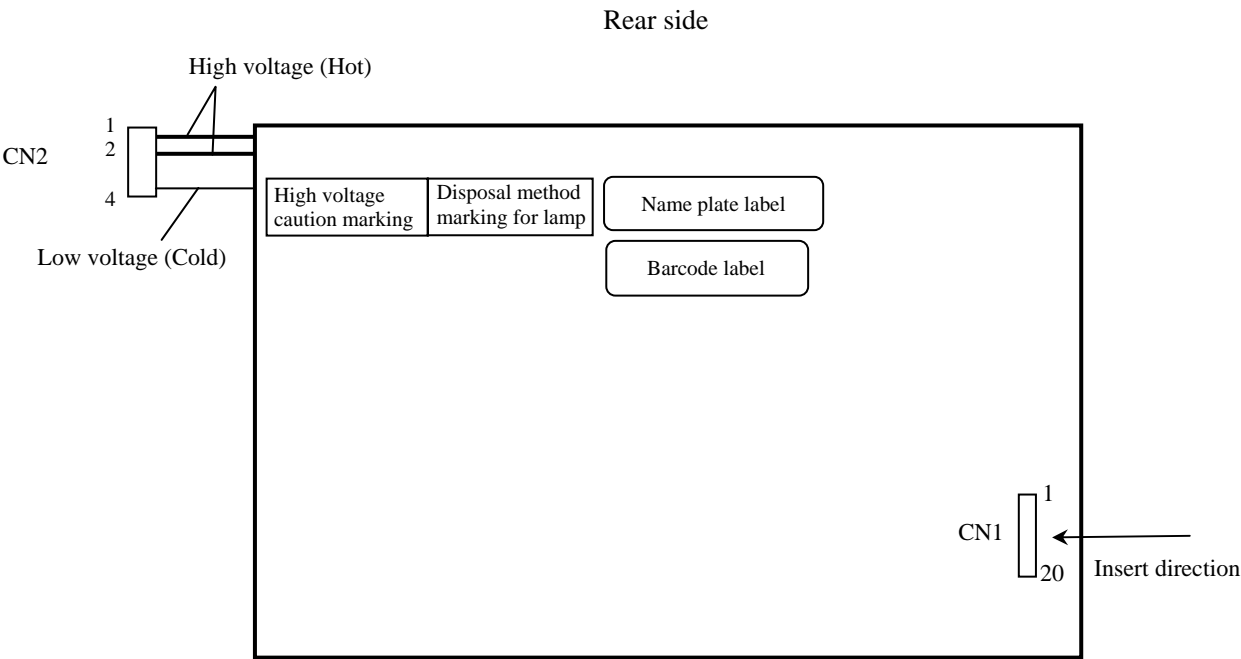 Rear side
High voltage (Hot)
1
2
CN2
4
Low voltage (Cold)
High voltage
caution marking
Disposal method
marking for lamp
Name plate label
Barcode label
1
CN1
20
Insert direction